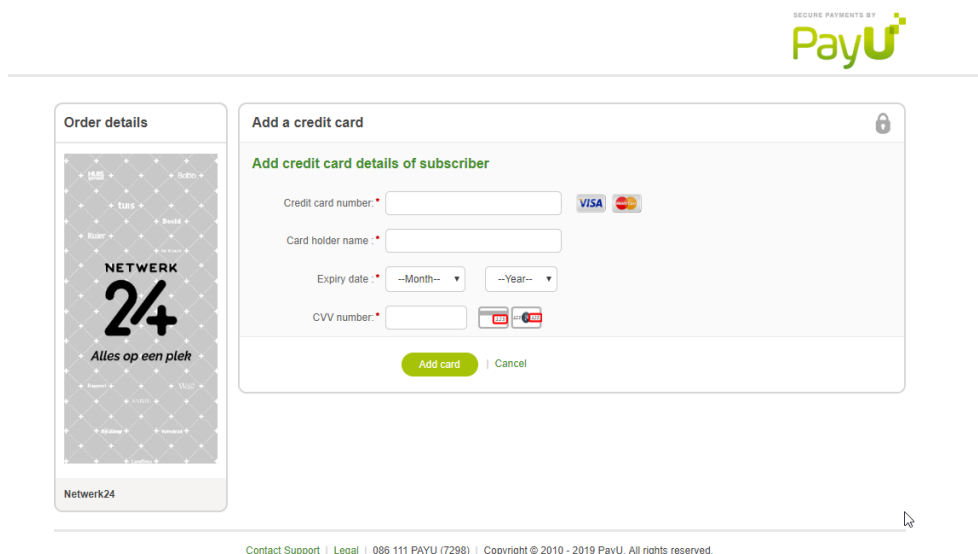 SECURE PAYMENTS BY
PayU
Order details
HUIS
tuis
NETWERK
24
Alles op een plek
Netwerk24
Add a credit card
Add credit card details of subscriber
Credit card number:*
VISA
Card holder name :*
Expiry date :* --Month-- --Year--
CVV number:*
Add card | Cancel
Contact Support | Legal | 086 111 PAYU (7298) | Copyright © 2010 - 2019 PayU. All rights reserved.